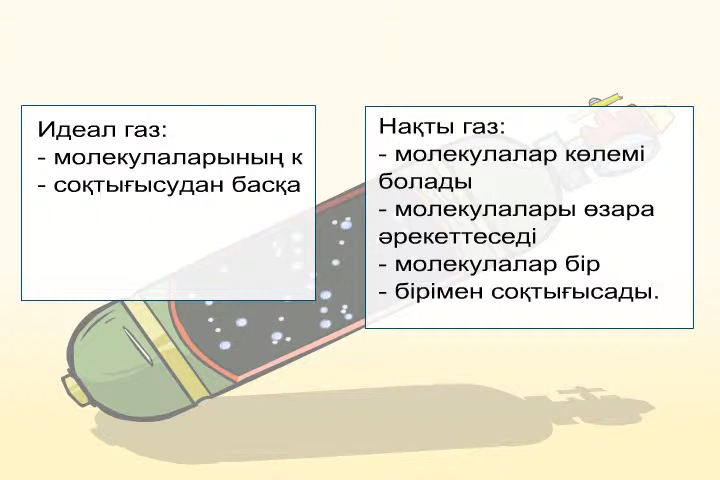 Идеал газ:
- молекулаларының к
- соқтығысудан басқа
Нақты газ:
- молекулалар көлемі
болады
- молекулалары өзара
әрекеттеседі
- молекулалар бір
- бірімен соқтығысады.